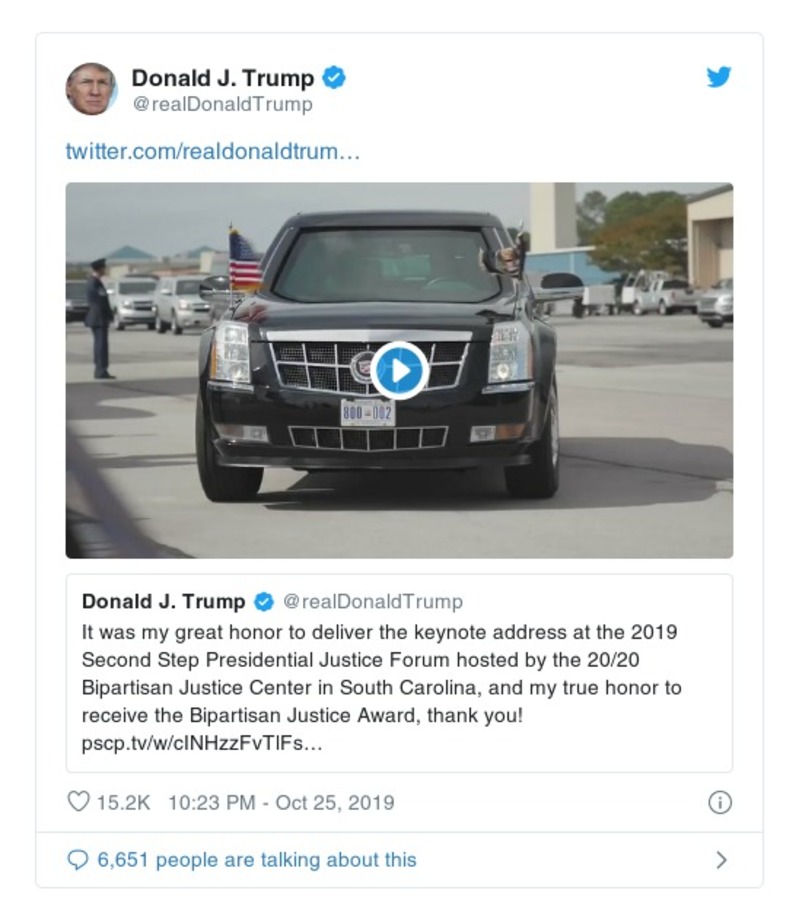 Donald J. Trump
@realDonaldTrump
twitter.com/realdonaldtrum…
800-002
Donald J. Trump @realDonaldTrump
It was my great honor to deliver the keynote address at the 2019
Second Step Presidential Justice Forum hosted by the 20/20
Bipartisan Justice Center in South Carolina, and my true honor to
receive the Bipartisan Justice Award, thank you!
pscp.tv/w/cINHzzFvTlFs…
15.2K 10:23 PM - Oct 25, 2019
6,651 people are talking about this